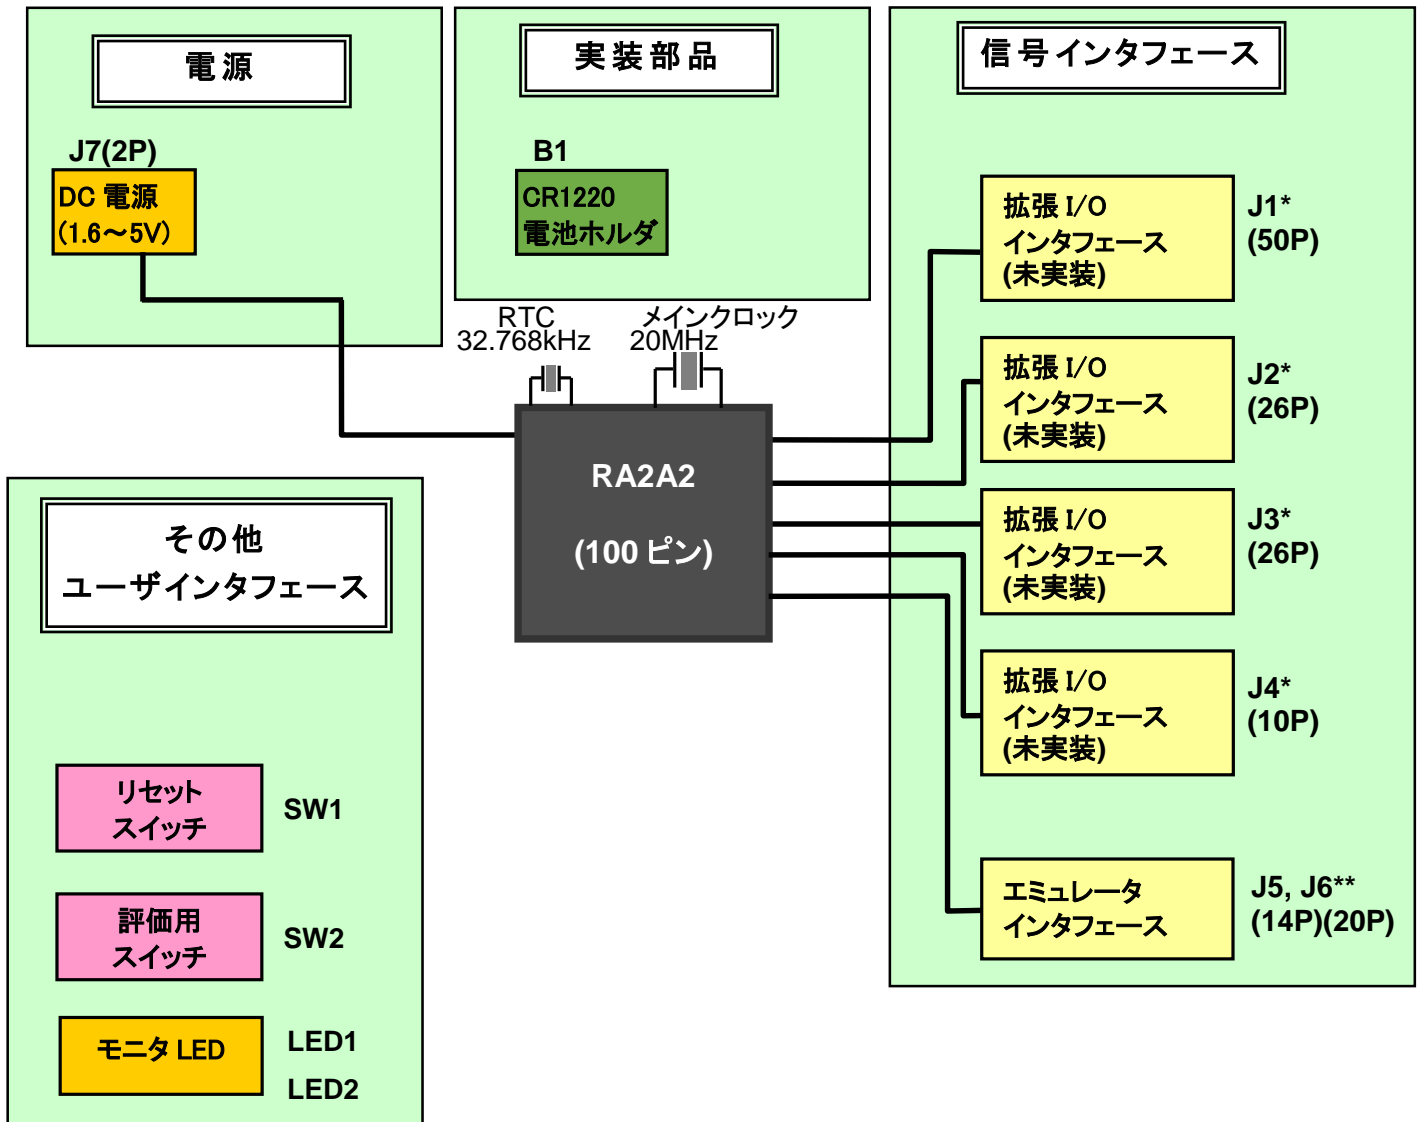 電源
J7(2P)
DC 電源
(1.6～5V)
実装部品
B1
CR1220
電池ホルダ
信号インタフェース
拡張 I/O
インタフェース
(未実装)
J1*
(50P)
拡張 I/O
インタフェース
(未実装)
J2*
(26P)
拡張 I/O
インタフェース
(未実装)
J3*
(26P)
拡張 I/O
インタフェース
(未実装)
J4*
(10P)
エミュレータ
インタフェース
J5, J6**
(14P)(20P)
RTC
32.768kHz
メインクロック
20MHz
RA2A2
(100 ピン)
その他
ユーザインタフェース
リセット
スイッチ
SW1
評価用
スイッチ
SW2
モニタ LED
LED1
LED2